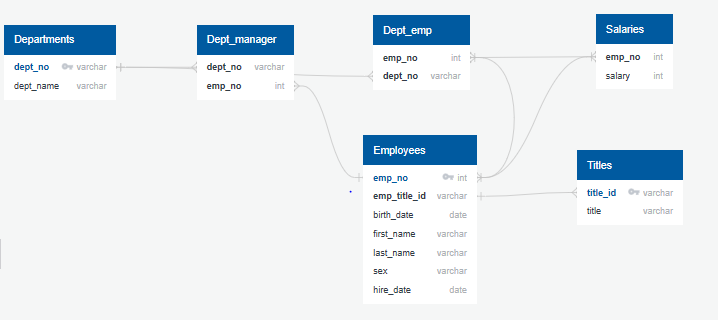 Departments
dept_no varchar
dept_name varchar
Dept_manager
dept_no varchar
emp_no int
Dept_emp
emp_no int
dept_no varchar
Salaries
emp_no int
salary int
Employees
emp_no int
emp_title_id varchar
birth_date date
first_name varchar
last_name varchar
sex varchar
hire_date date
Titles
title_id varchar
title varchar